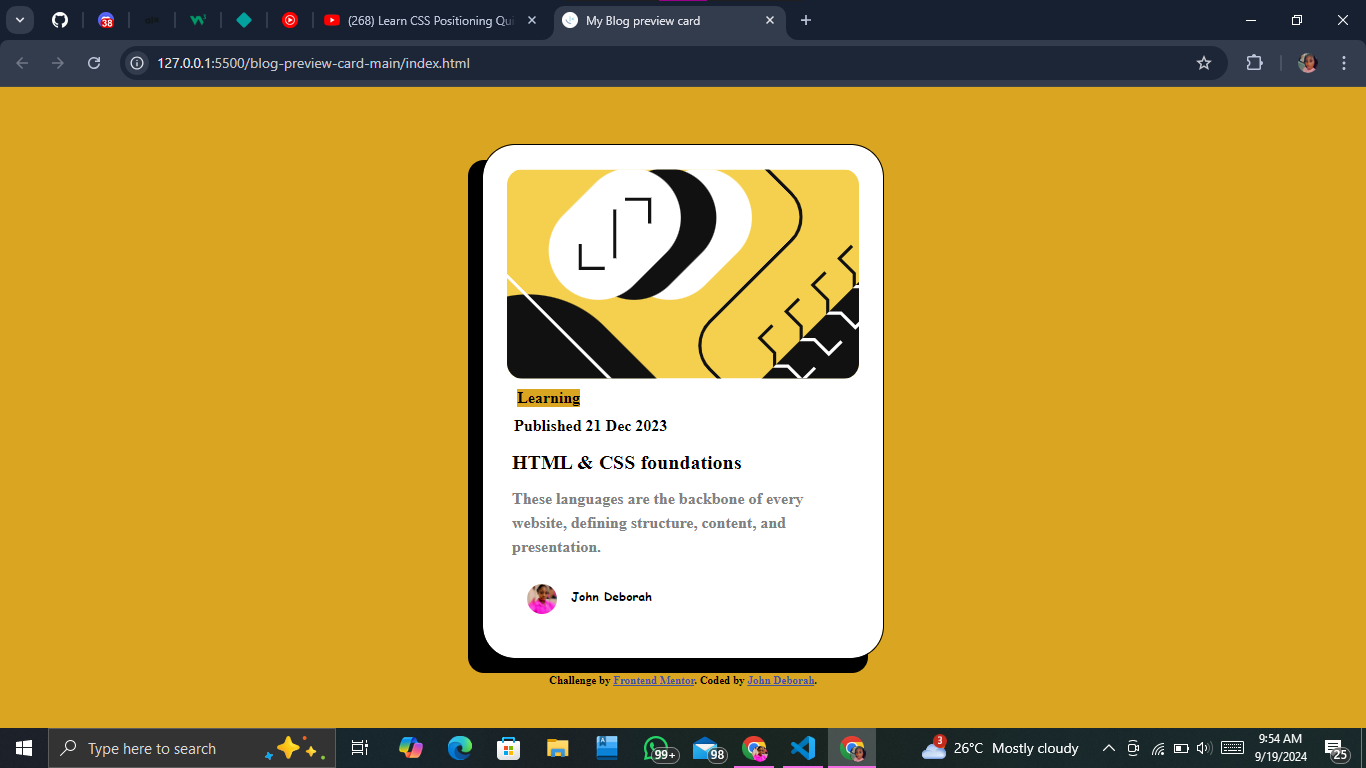 38
(268) Learn CSS Positioning Qui
My Blog preview card
127.0.0.1:5500/blog-preview-card-main/index.html
Learning
Published 21 Dec 2023
HTML & CSS foundations
These languages are the backbone of every
website, defining structure, content, and
presentation.
John Deborah
Challenge by Frontend Mentor. Coded by John Deborah.
Type here to search
99+
98
3
26°C Mostly cloudy
9:54 AM
9/19/2024
25